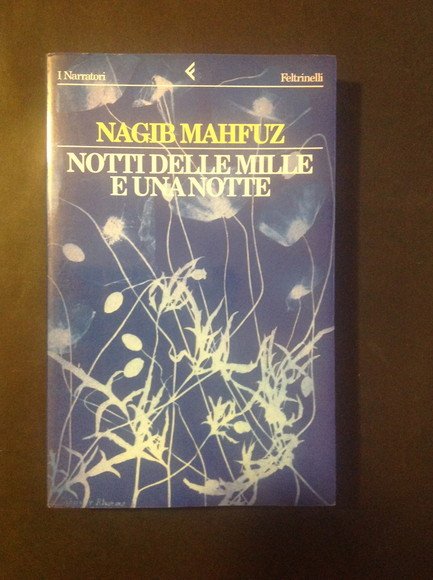 I Narratori
Feltrinelli
NAGIB MAHFUZ
NOTTI DELLE MILLE
E UNA NOTTE